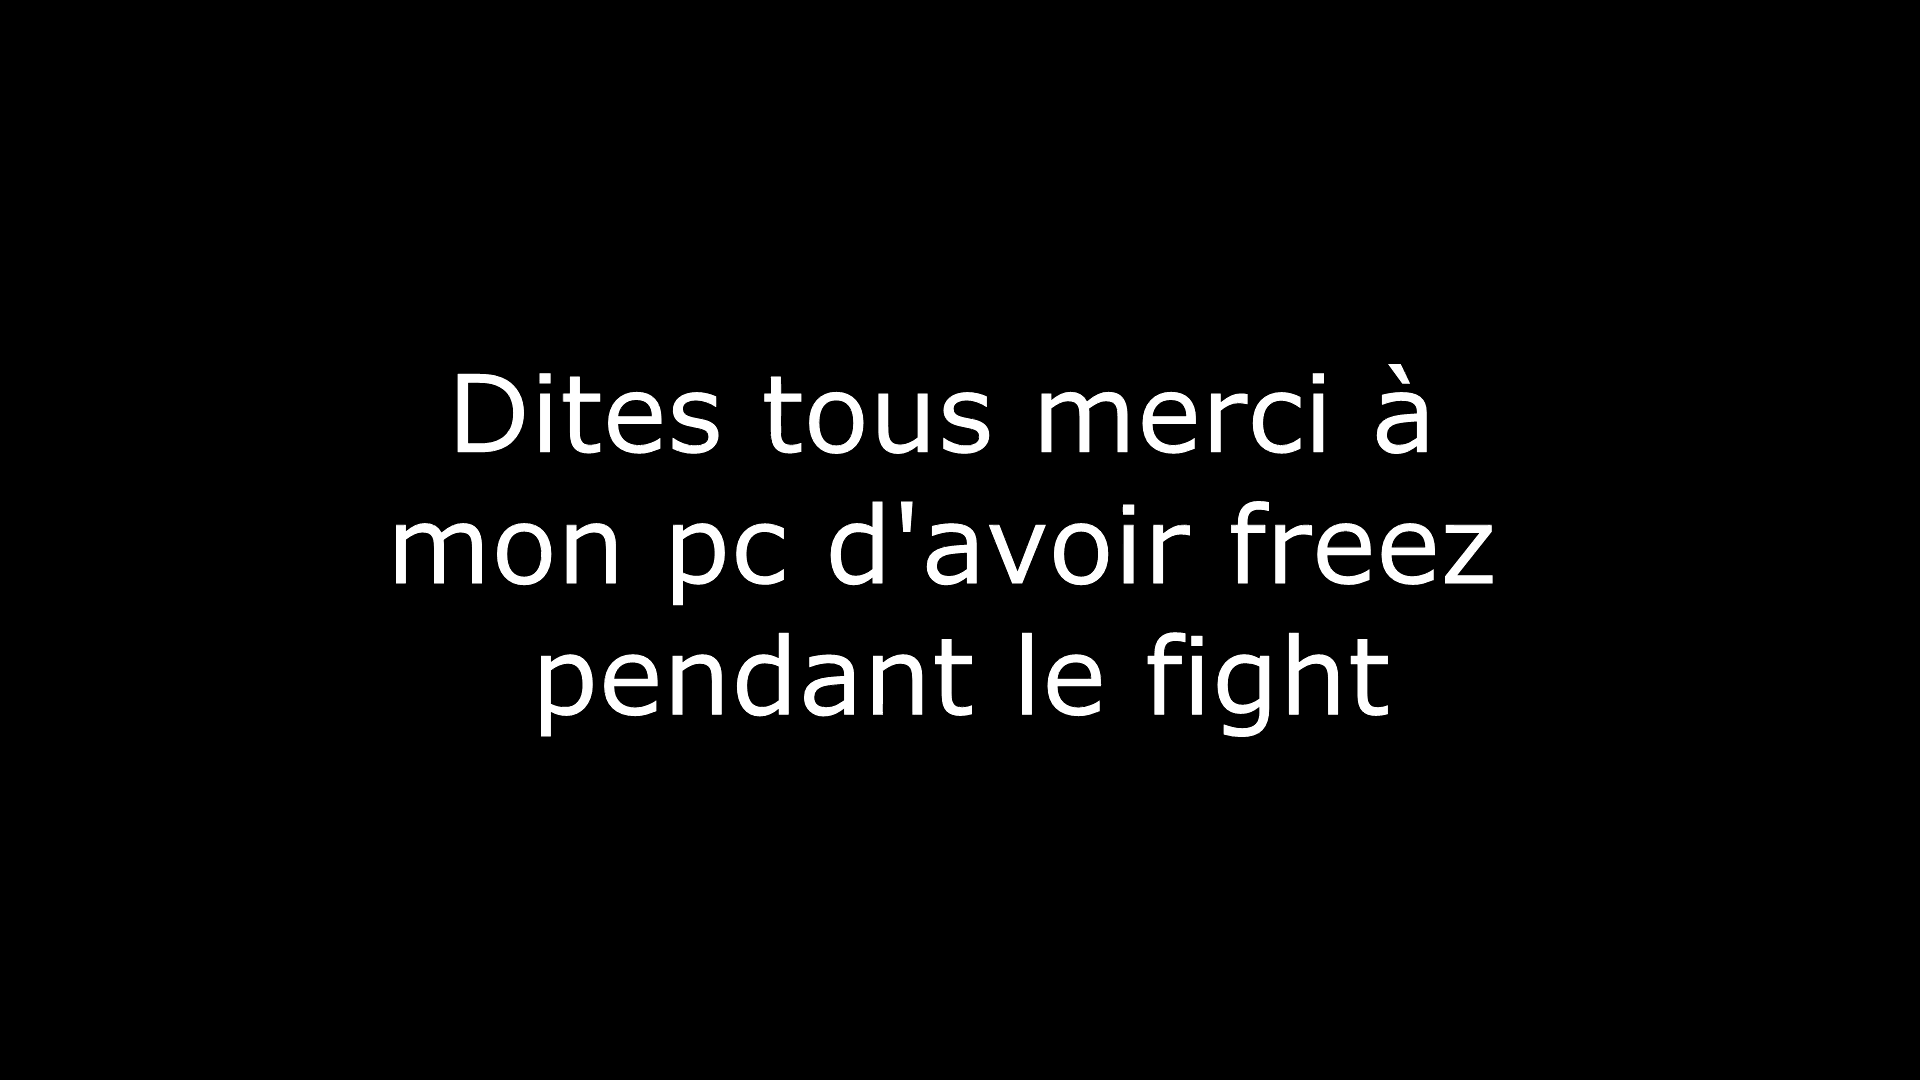 Dites tous merci à
mon pc d'avoir freez
pendant le fight